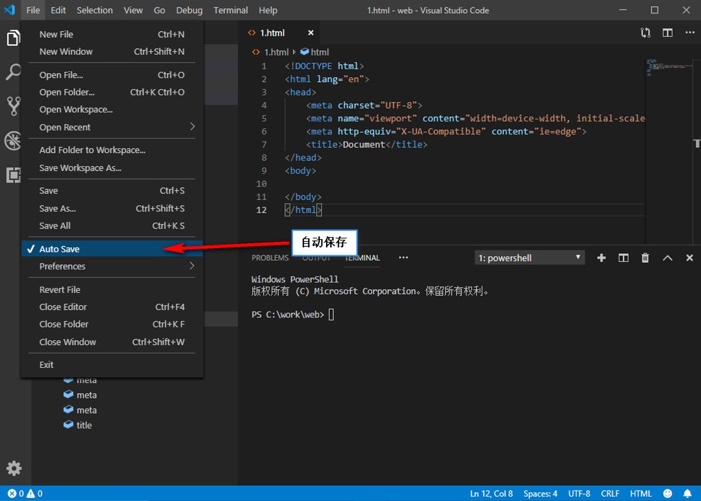 File Edit Selection View Go Debug Terminal Help 1.html - web - Visual Studio Code
New File Ctrl+N
New Window Ctrl+Shift+N
Open File... Ctrl+O
Open Folder... Ctrl+K Ctrl+O
Open Workspace...
Open Recent
Add Folder to Workspace...
Save Workspace As...
Save Ctrl+S
Save As... Ctrl+Shift+S
Save All Ctrl+K S
Auto Save
Preferences
Revert File
Close Editor Ctrl+F4
Close Folder Ctrl+K F
Close Window Ctrl+Shift+W
Exit
meta
meta
meta
title
1.html
1.html > html
1 <!DOCTYPE html>
2 <html lang="en">
3 <head>
4 <meta charset="UTF-8">
5 <meta name="viewport" content="width=device-width, initial-scale
6 <meta http-equiv="X-UA-Compatible" content="ie=edge">
7 <title>Document</title>
8 </head>
9 <body>
10
11 </body>
12 </html>
自动保存
PROBLEMS OUTPUT TERMINAL ... 1: powershell
Windows PowerShell
版权所有 (C) Microsoft Corporation。保留所有权利。
PS C:\work\web>
0 0 Ln 12, Col 8 Spaces: 4 UTF-8 CRLF HTML